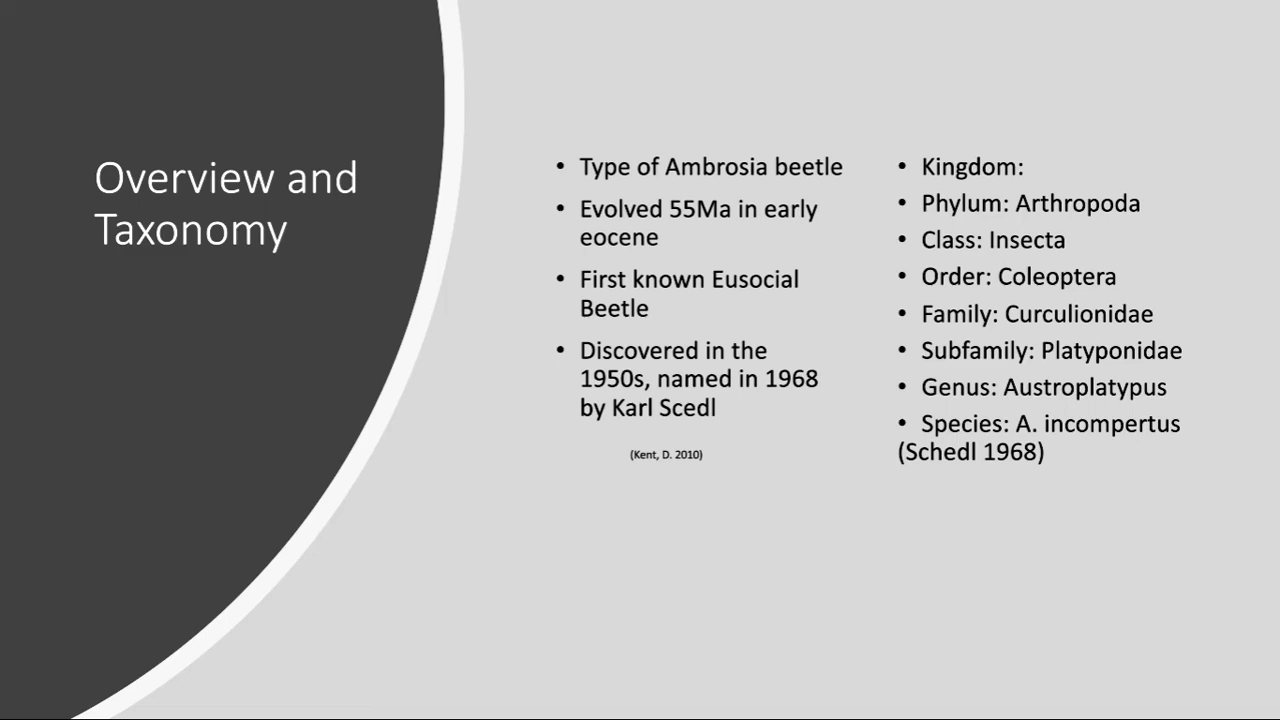 Overview and
Taxonomy
• Type of Ambrosia beetle
• Evolved 55Ma in early
eocene
• First known Eusocial
Beetle
• Discovered in the
1950s, named in 1968
by Karl Scedl
(Kent, D. 2010)
• Kingdom:
• Phylum: Arthropoda
• Class: Insecta
• Order: Coleoptera
• Family: Curculionidae
• Subfamily: Platyponidae
• Genus: Austroplatypus
• Species: A. incompertus
(Schedl 1968)